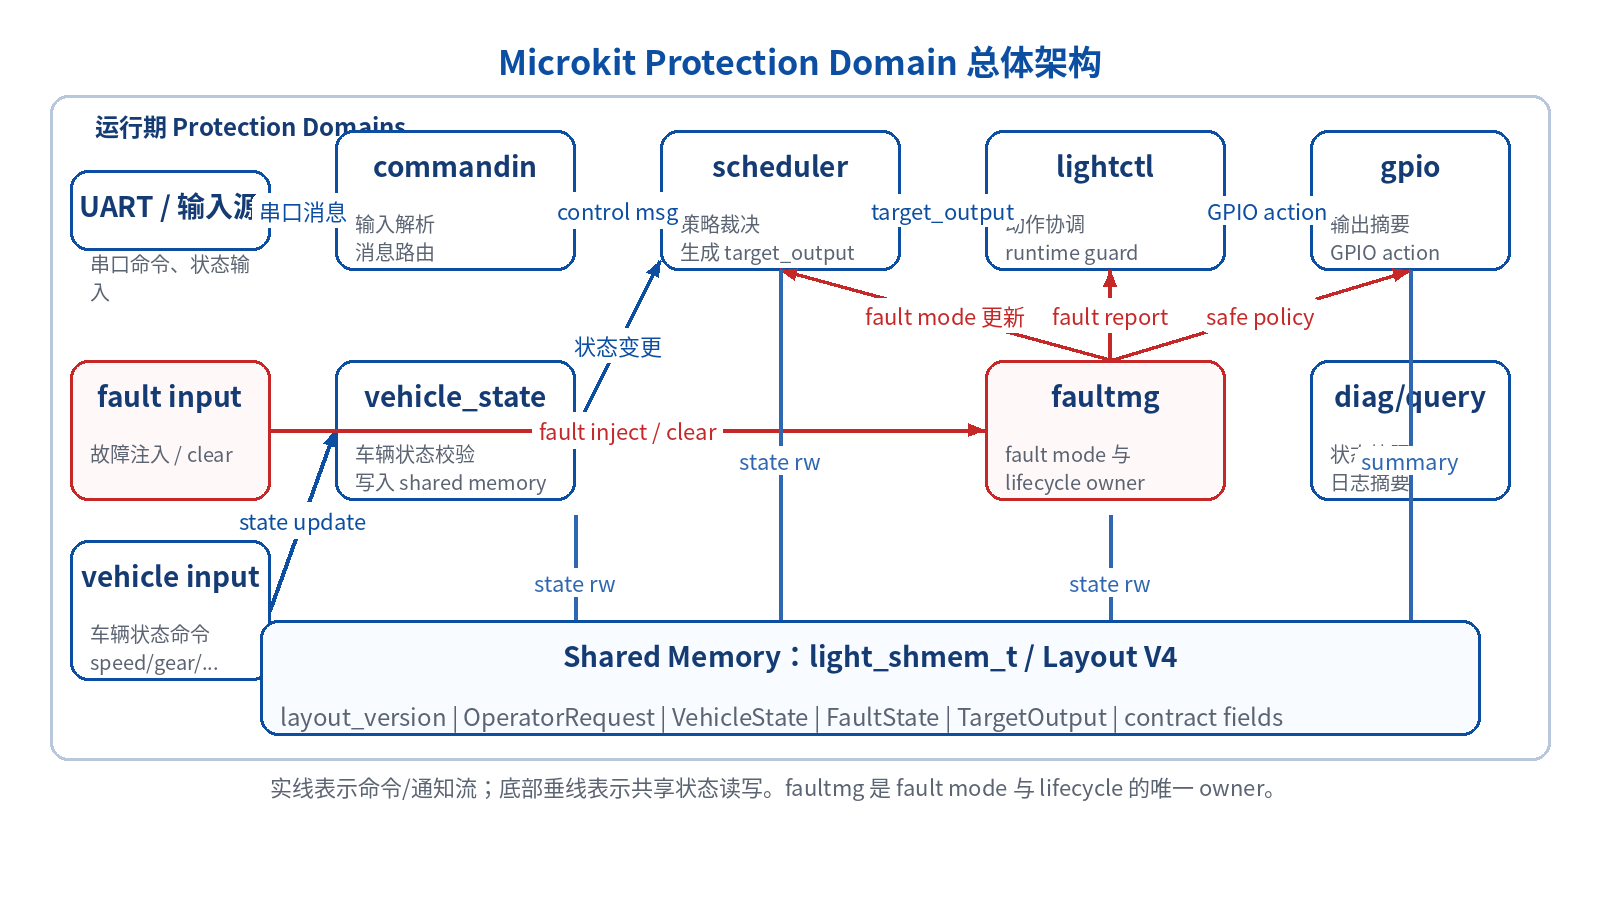 Microkit Protection Domain 总体架构
运行期 Protection Domains
UART / 输入源
串口命令、状态输
入
串口消息
commandin
输入解析
消息路由
control msg
scheduler
策略裁决
生成 target_output
target_output
lightctl
动作协调
runtime guard
GPIO action
gpio
输出摘要
GPIO action
状态变更
fault mode 更新
fault report
safe policy
fault input
故障注入 / clear
vehicle_state
车辆状态校验
写入 shared memory
fault inject / clear
state rw
faultmg
fault mode 与
lifecycle owner
diag/query
日志摘要
summary
state update
vehicle input
车辆状态命令
speed/gear/...
state rw
state rw
Shared Memory：light_shmem_t / Layout V4
layout_version | OperatorRequest | VehicleState | FaultState | TargetOutput | contract fields
实线表示命令/通知流；底部垂线表示共享状态读写。faultmg 是 fault mode 与 lifecycle 的唯一 owner。